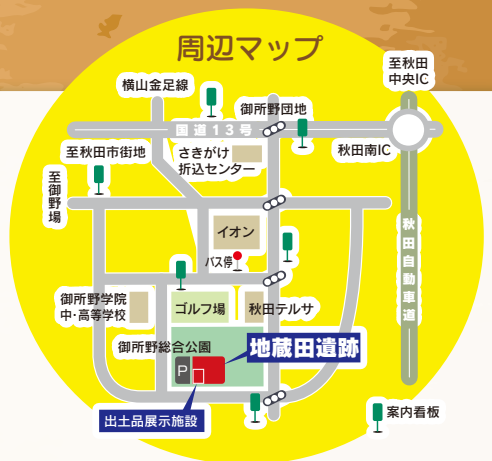 周辺マップ
至秋田
中央IC
横山金足線
御所野団地
国道13号
至秋田市街地
さきがけ
折込センター
秋田南IC
至御野場
イオン
バス停
秋田自動車道
御所野学院
中・高等学校
ゴルフ場
秋田テルサ
御所野総合公園
地蔵田遺跡
P
出土品展示施設
案内看板